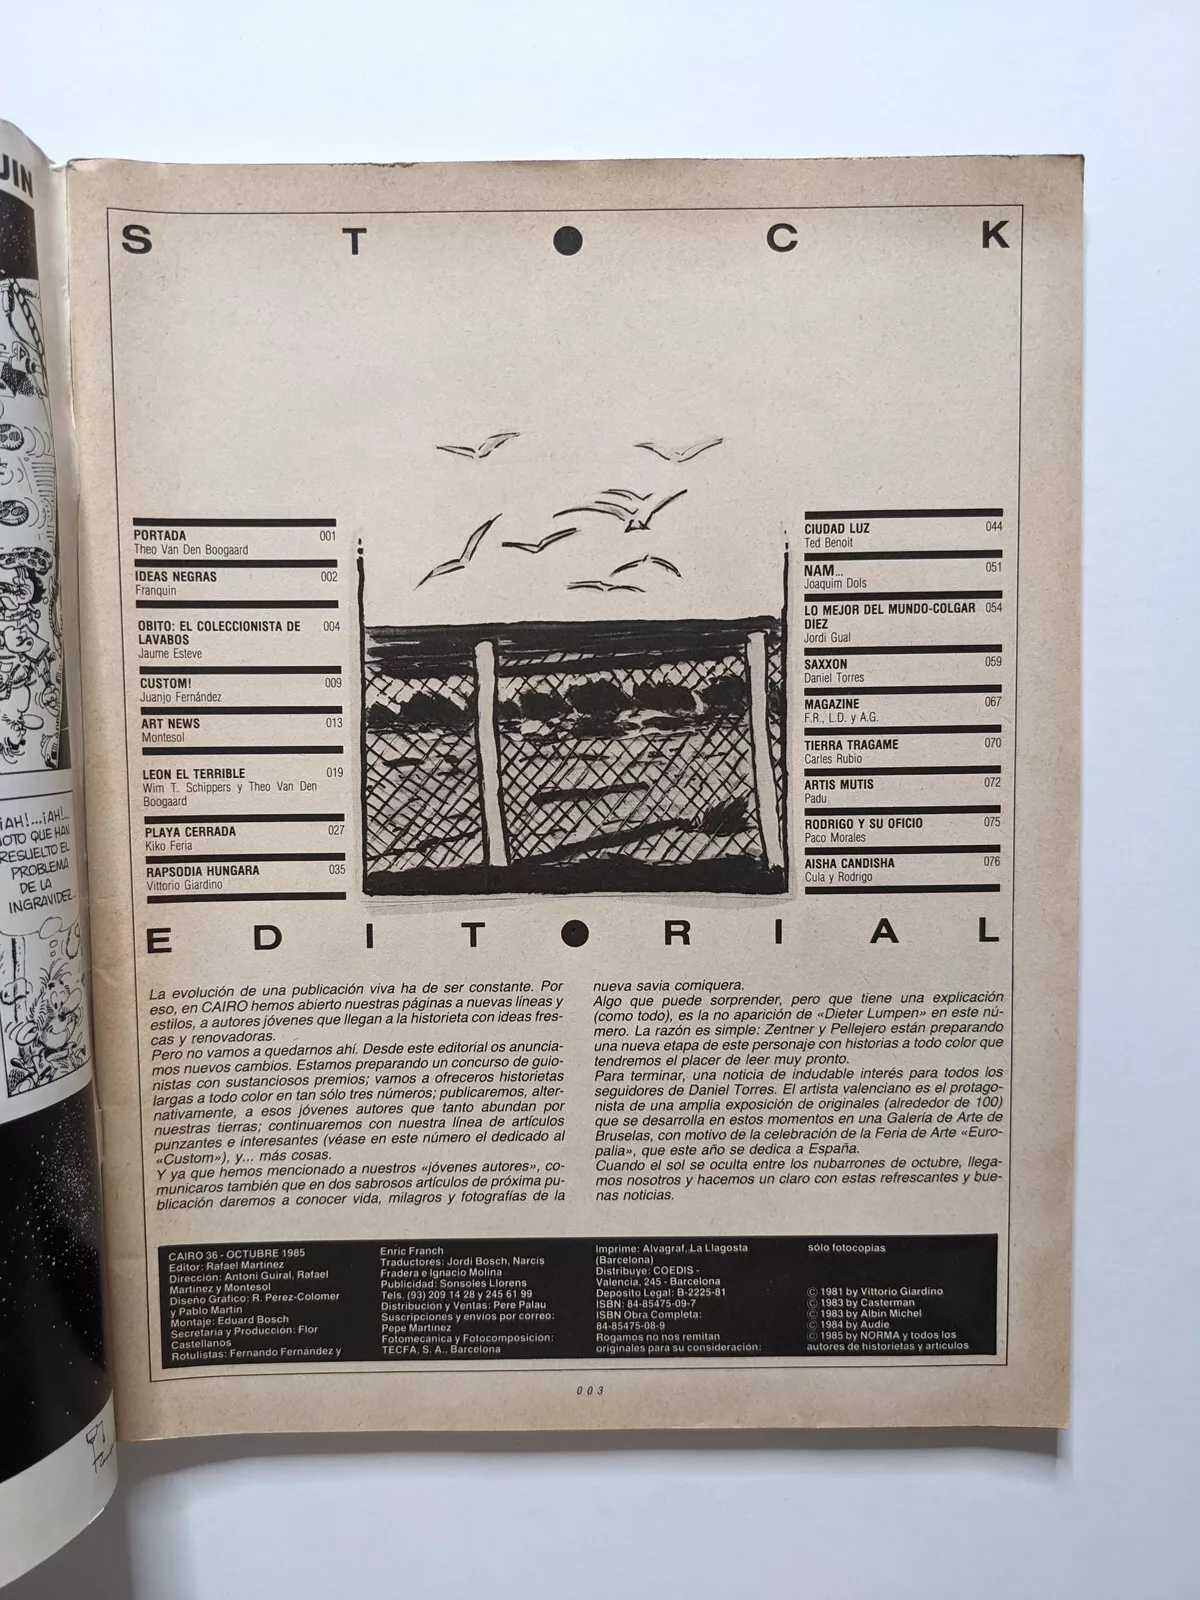 UIN
¡AH!...¡AH!...
OTO QUE HAN
RESUELTO EL
PROBLEMA
DE LA
INGRAVIDEZ
STOCK
PORTADA 001
Theo Van Den Boogaard
IDEAS NEGRAS 002
Franquin
OBITO: EL COLECCIONISTA DE 004
LAVABOS
Jaume Esteve
CUSTOM! 009
Juanjo Fernández
ART NEWS 013
Montesol
LEON EL TERRIBLE 019
Wim T. Schippers y Theo Van Den
Boogaard
PLAYA CERRADA 027
Kiko Feria
RAPSODIA HUNGARA 035
Vittorio Giardino
CIUDAD LUZ 044
Ted Benoit
NAM... 051
Joaquim Dols
LO MEJOR DEL MUNDO-COLGAR 054
DIEZ
Jordi Gual
SAXXON 059
Daniel Torres
MAGAZINE 067
F.R., L.D. y A.G.
TIERRA TRAGAME 070
Carles Rubio
ARTIS MUTIS 072
Padu
RODRIGO Y SU OFICIO 075
Paco Morales
AISHA CANDISHA 076
Cula y Rodrigo
EDITORIAL
La evolución de una publicación viva ha de ser constante. Por
eso, en CAIRO hemos abierto nuestras páginas a nuevas líneas y
estilos, a autores jóvenes que llegan a la historieta con ideas fres-
cas y renovadoras.
Pero no vamos a quedarnos ahí. Desde este editorial os anuncia-
mos nuevos cambios. Estamos preparando un concurso de guio-
nistas con sustanciosos premios; vamos a ofreceros historietas
largas a todo color en tan sólo tres números; publicaremos, alter-
nativamente, a esos jóvenes autores que tanto abundan por
nuestras tierras; continuaremos con nuestra línea de artículos
punzantes e interesantes (véase en este número el dedicado al
«Custom»), y... más cosas.
Y ya que hemos mencionado a nuestros «jóvenes autores», co-
municaros también que en dos sabrosos artículos de próxima pu-
blicación daremos a conocer vida, milagros y fotografías de la
nueva savia comiquera.
Algo que puede sorprender, pero que tiene una explicación
(como todo), es la no aparición de «Dieter Lumpen» en este nú-
mero. La razón es simple: Zentner y Pellejero están preparando
una nueva etapa de este personaje con historias a todo color que
tendremos el placer de leer muy pronto.
Para terminar, una noticia de indudable interés para todos los
seguidores de Daniel Torres. El artista valenciano es el protago-
nista de una amplia exposición de originales (alrededor de 100)
que se desarrolla en estos momentos en una Galería de Arte de
Bruselas, con motivo de la celebración de la Feria de Arte «Euro-
palia», que este año se dedica a España.
Cuando el sol se oculta entre los nubarrones de octubre, llega-
mos nosotros y hacemos un claro con estas refrescantes y bue-
nas noticias.
CAIRO 36 - OCTUBRE 1985
Editor: Rafael Martínez
Dirección: Antoni Guiral, Rafael
Martínez y Montesol
Diseño Gráfico: R. Pérez-Colomer
y Pablo Martín
Montaje: Eduard Bosch
Secretaría y Producción: Flor
Castellanos
Rotulistas: Fernando Fernández y
Enric Franch
Traductores: Jordi Bosch, Narcís
Fradera e Ignacio Molina
Publicidad: Sonsoles Llorens
Tels. (93) 209 14 28 y 245 61 99
Distribución y Ventas: Pere Palau
Suscripciones y envíos por correo:
Pepe Martínez
Fotomecánica y Fotocomposición:
TECFA, S. A., Barcelona
Imprime: Alvagraf, La Llagosta
(Barcelona)
Distribuye: COEDIS -
Valencia, 245 - Barcelona
Depósito Legal: B-2225-81
ISBN: 84-85475-09-7
ISBN Obra Completa:
84-85475-08-9
Rogamos no nos remitan
originales para su consideración:
sólo fotocopias
© 1981 by Vittorio Giardino
© 1983 by Casterman
© 1983 by Albin Michel
© 1984 by Audie
© 1985 by NORMA y todos los
autores de historietas y artículos
003